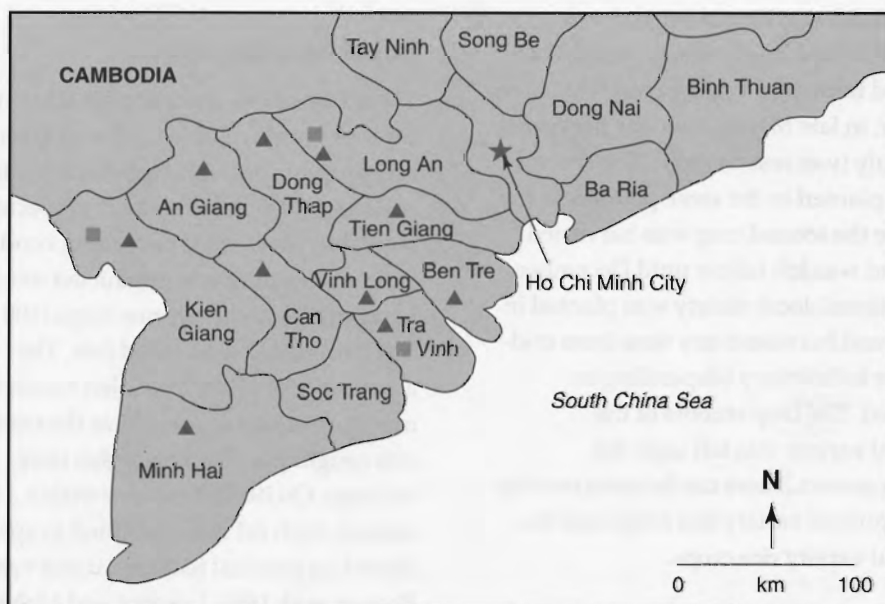 Tay Ninh
Song Be
CAMBODIA
Binh Thuan
Dong Nai
Long An
Ba Ria
An Giang
Dong
Thap
Tien Giang
Ben Tre
Vinh Long
Ho Chi Minh City
Kien
Giang
Can
Tho
Tra
Vinh
Soc Trang
South China Sea
Minh Hai
N
0 km 100